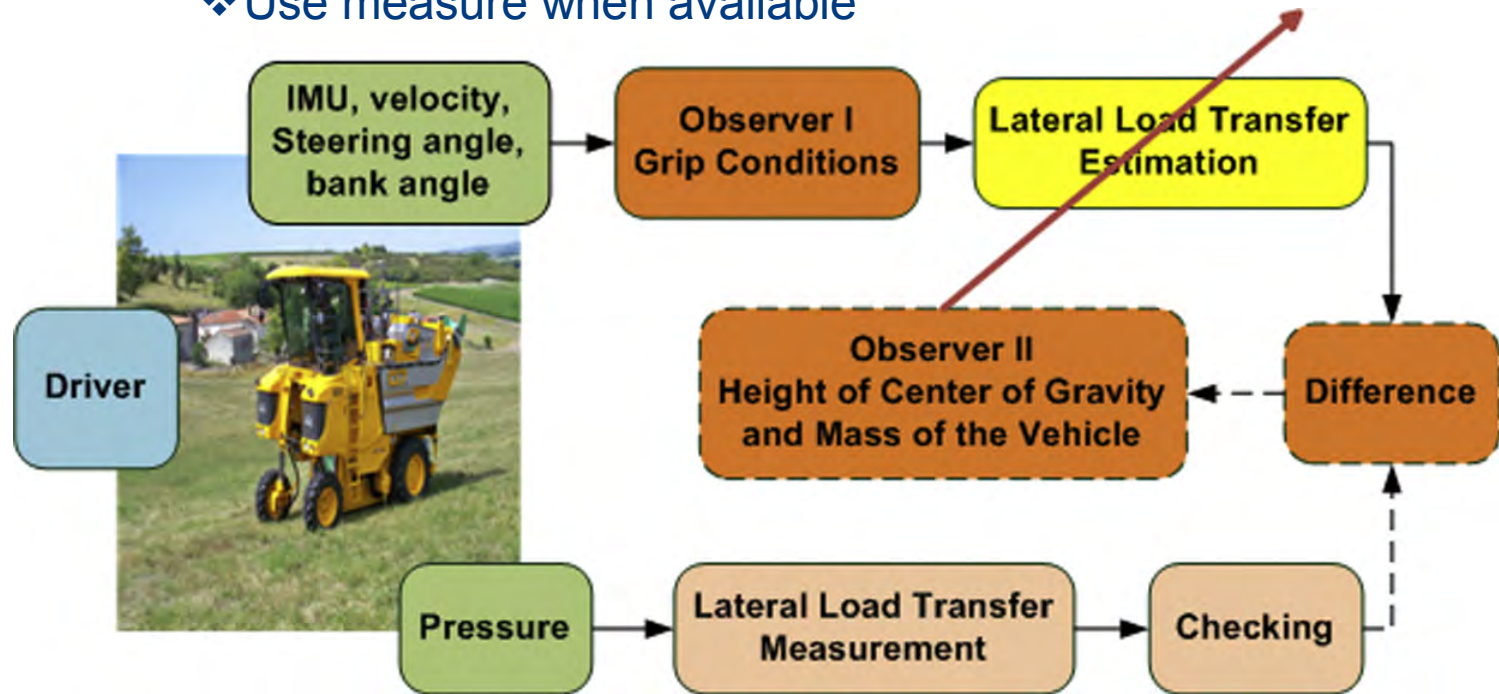 ❖Use measure when available
IMU, velocity,
Steering angle,
bank angle
Observer I
Grip Conditions
Lateral Load Transfer
Estimation
Driver
Observer II
Height of Center of Gravity
and Mass of the Vehicle
Difference
Pressure
Lateral Load Transfer
Measurement
Checking